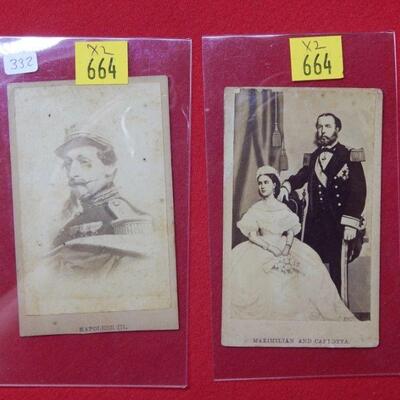 332
X2
664
X2
664
NAPOLEON III.
MAXIMILIAN AND CARLOTTA.